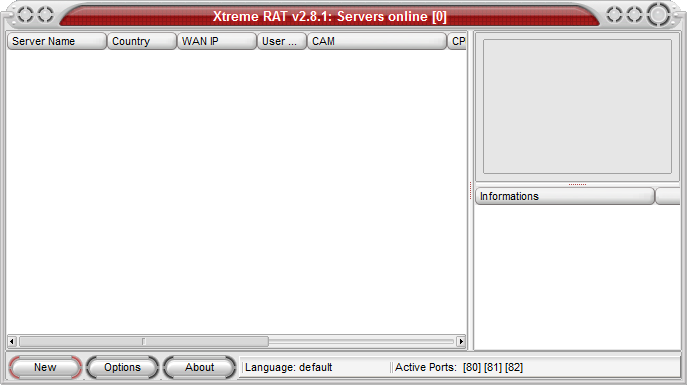 Xtreme RAT v2.8.1: Servers online [0]
Server Name Country WAN IP User ... CAM CP
Informations
New Options About Language: default Active Ports: [80] [81] [82]